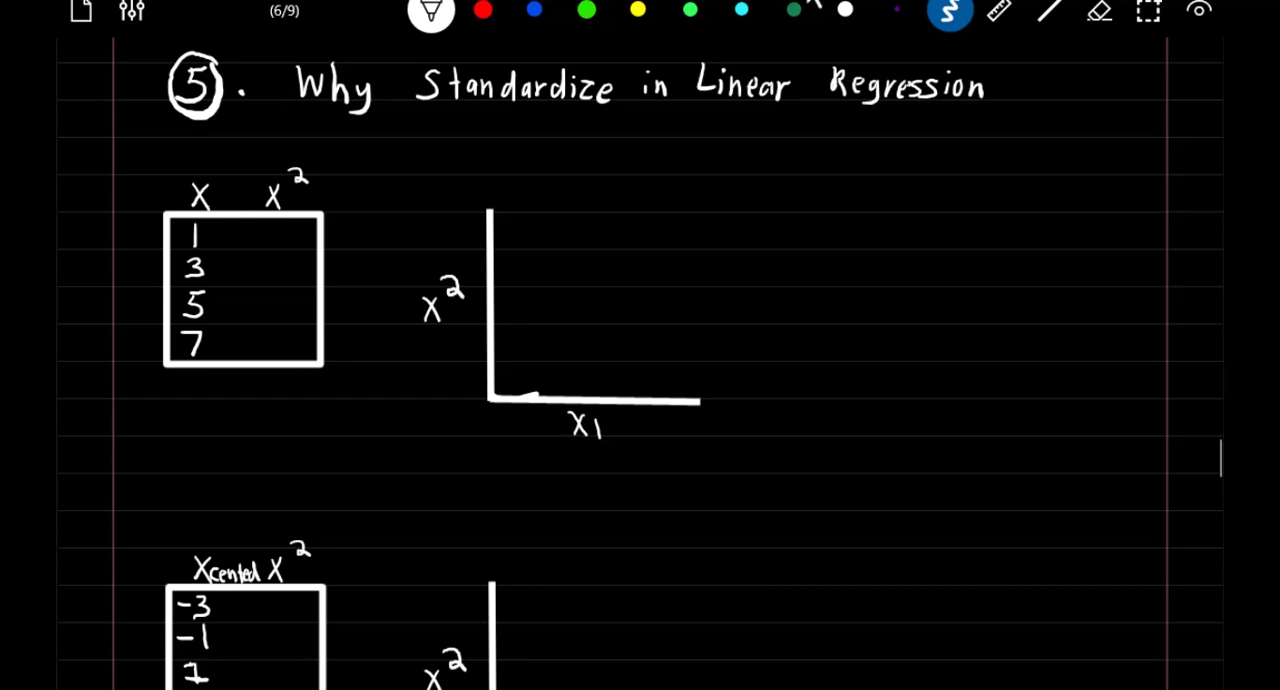 (6/9)
5. Why Standardize in Linear Regression
X X²
1
3
5
7
X²
X1
Xcented X²
-3
-1
1
X²